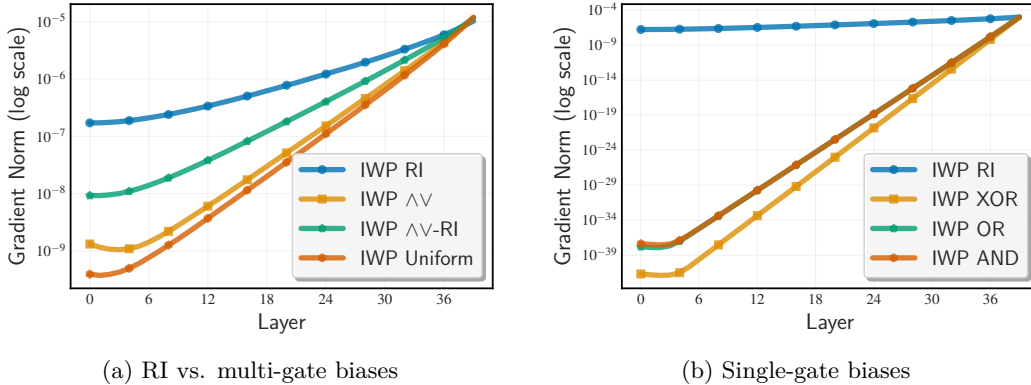 10⁻⁵
10⁻⁶
10⁻⁷
10⁻⁸
10⁻⁹
Gradient Norm (log scale)
IWP RI
IWP ∧∨
IWP ∧∨-RI
IWP Uniform
0 6 12 18 24 30 36
Layer
(a) RI vs. multi-gate biases
10⁻⁴
10⁻⁹
10⁻¹⁴
10⁻¹⁹
10⁻²⁴
10⁻²⁹
10⁻³⁴
10⁻³⁹
Gradient Norm (log scale)
IWP RI
IWP XOR
IWP OR
IWP AND
0 6 12 18 24 30 36
Layer
(b) Single-gate biases